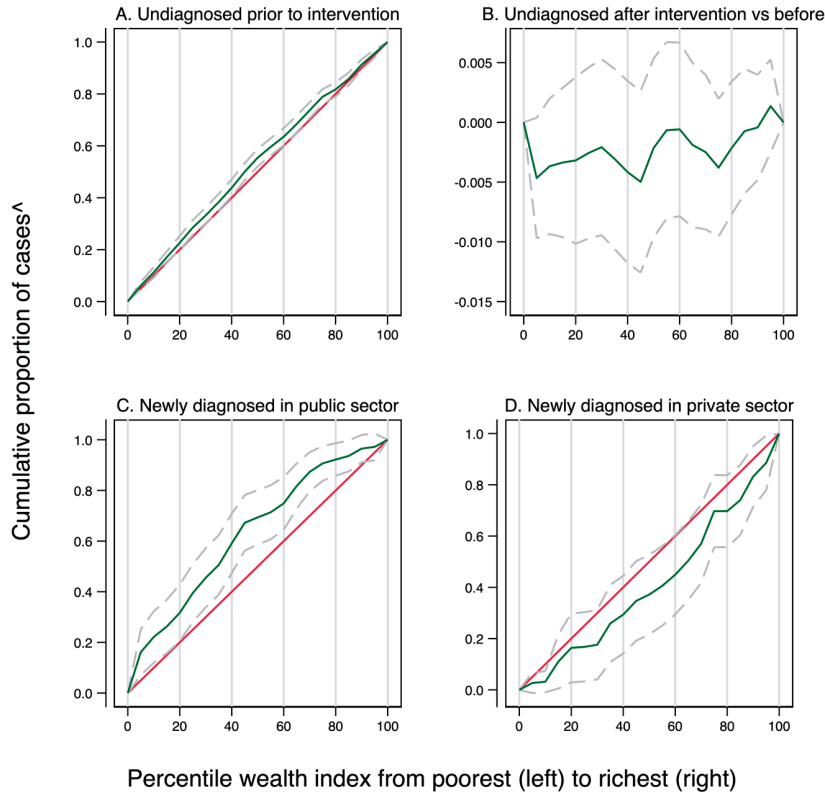 A. Undiagnosed prior to intervention
B. Undiagnosed after intervention vs before
1.0
0.8
0.6
0.4
0.2
0.0
0 20 40 60 80 100
0.005
0.000
-0.005
-0.010
-0.015
0 20 40 60 80 100
Cumulative proportion of cases^
C. Newly diagnosed in public sector
D. Newly diagnosed in private sector
1.0
0.8
0.6
0.4
0.2
0.0
0 20 40 60 80 100
1.0
0.8
0.6
0.4
0.2
0.0
0 20 40 60 80 100
Percentile wealth index from poorest (left) to richest (right)